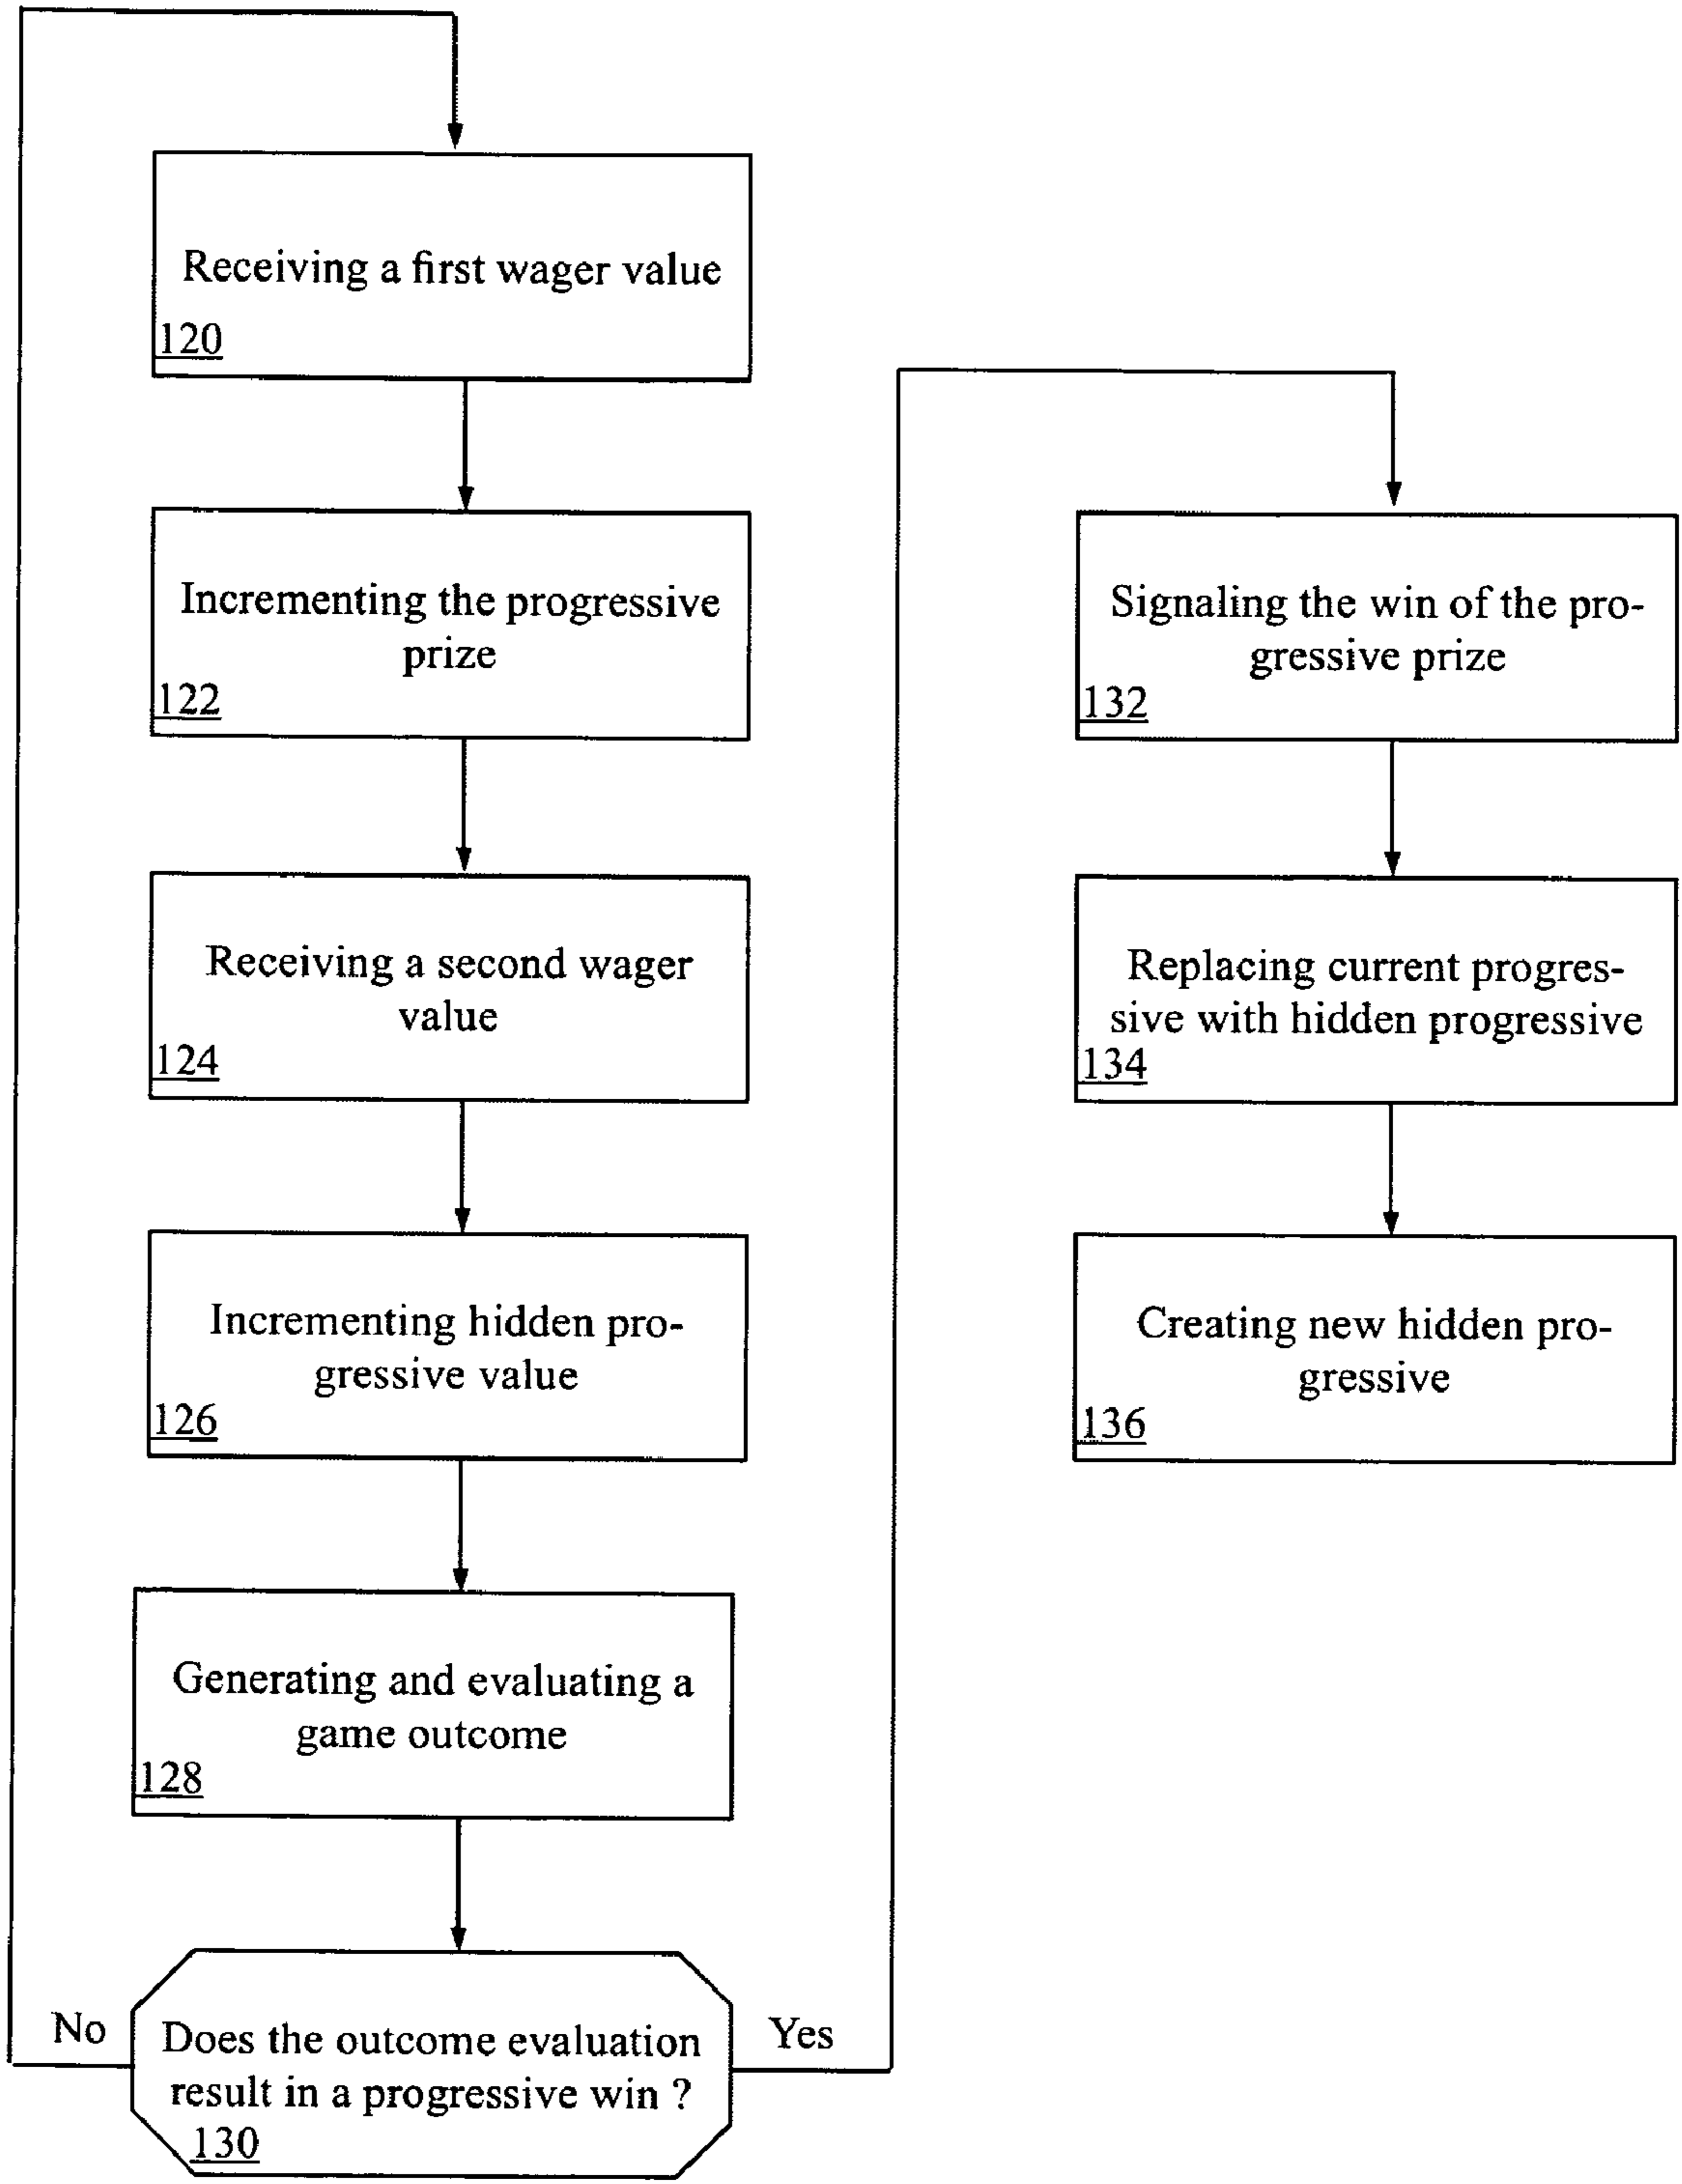 Receiving a first wager value
120
Incrementing the progressive
prize
122
Receiving a second wager
value
124
Incrementing hidden pro-
gressive value
126
Generating and evaluating a
game outcome
128
No
Does the outcome evaluation
result in a progressive win ?
130
Yes
Signaling the win of the pro-
gressive prize
132
Replacing current progres-
sive with hidden progressive
134
Creating new hidden pro-
gressive
136